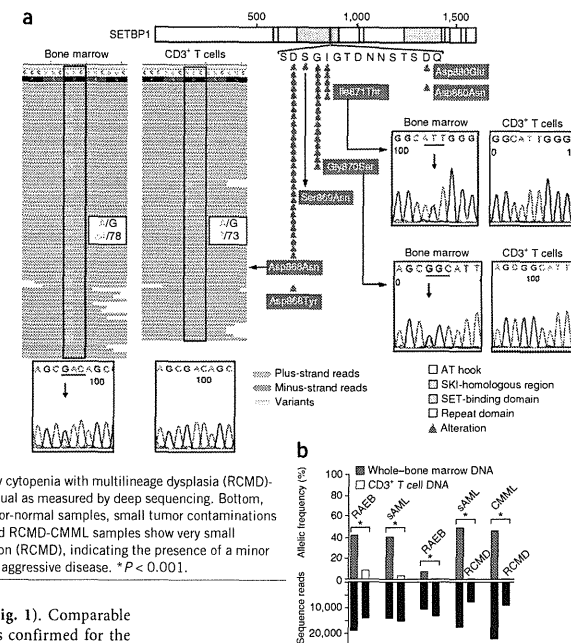 a
SETBP1
500 1,000 1,500
Bone marrow CD3+ T cells
S D S G I G T D N N S T S D Q
Asp880Glu
Asp880Asn
Ile871Thr
Gly870Ser
Ser869Asn
Asp868Asn
Asp868Tyr
A/G
/78
A/G
/73
Bone marrow CD3+ T cells
G G C A T T G G G
100
G G C A T T G G G
0
Bone marrow CD3+ T cells
A G C G G C A T T
0
A G C G G C A T T
100
A G C G A C A G C
100
A G C G A C A G C
100
Plus-strand reads
Minus-strand reads
Variants
AT hook
SKI-homologous region
SET-binding domain
Repeat domain
Alteration
y cytopenia with multilineage dysplasia (RCMD)-
ual as measured by deep sequencing. Bottom,
or-normal samples, small tumor contaminations
d RCMD-CMML samples show very small
on (RCMD), indicating the presence of a minor
aggressive disease. *P < 0.001.
ig. 1). Comparable
s confirmed for the
b
Whole–bone marrow DNA
CD3+ T cell DNA
Allelic frequency (%)
100
80
60
40
20
0
RAEB * sAML * RAEB * sAML * RCMD CMML * RCMD
Sequence reads
10,000
20,000